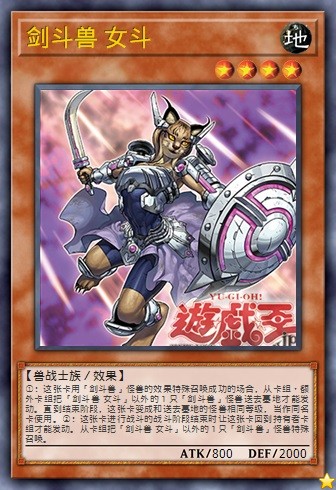 剑斗兽 女斗
地
YU-GI-OH!
遊戯王
【兽战士族／效果】
①：这张卡用「剑斗兽」怪兽的效果特殊召唤成功的场合，从卡组·额
外卡组把「剑斗兽 女斗」以外的１只「剑斗兽」怪兽送去墓地才能发
动。直到结束阶段，这张卡变成和送去墓地的怪兽相同等级，当作同名
卡使用。②：这张卡进行战斗的战斗阶段结束时让这张卡回到持有者卡
组才能发动。从卡组把「剑斗兽 女斗」以外的１只「剑斗兽」怪兽特殊
召唤。
ATK/800 DEF/2000